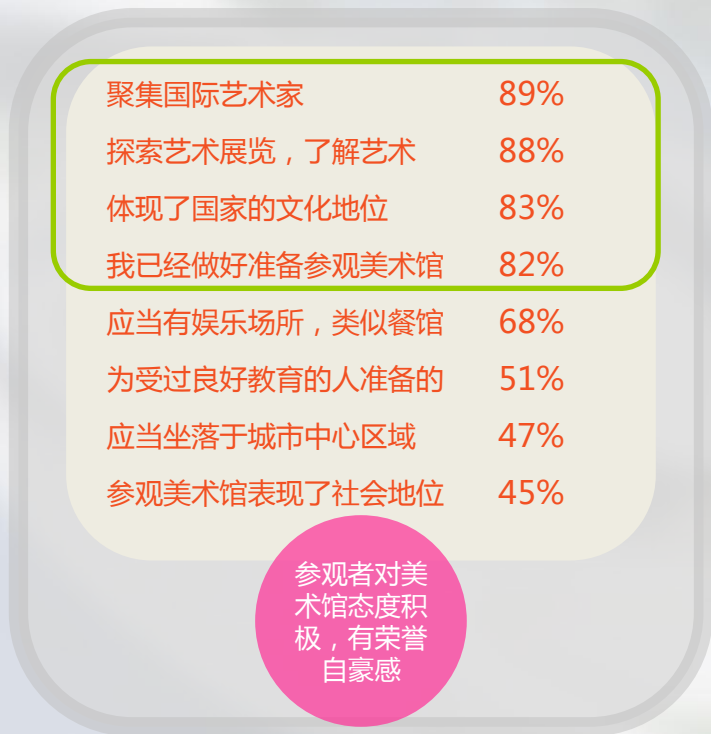 聚集国际艺术家 89%
探索艺术展览，了解艺术 88%
体现了国家的文化地位 83%
我已经做好准备参观美术馆 82%
应当有娱乐场所，类似餐馆 68%
为受过良好教育的人准备的 51%
应当坐落于城市中心区域 47%
参观美术馆表现了社会地位 45%
参观者对美
术馆态度积
极，有荣誉
自豪感